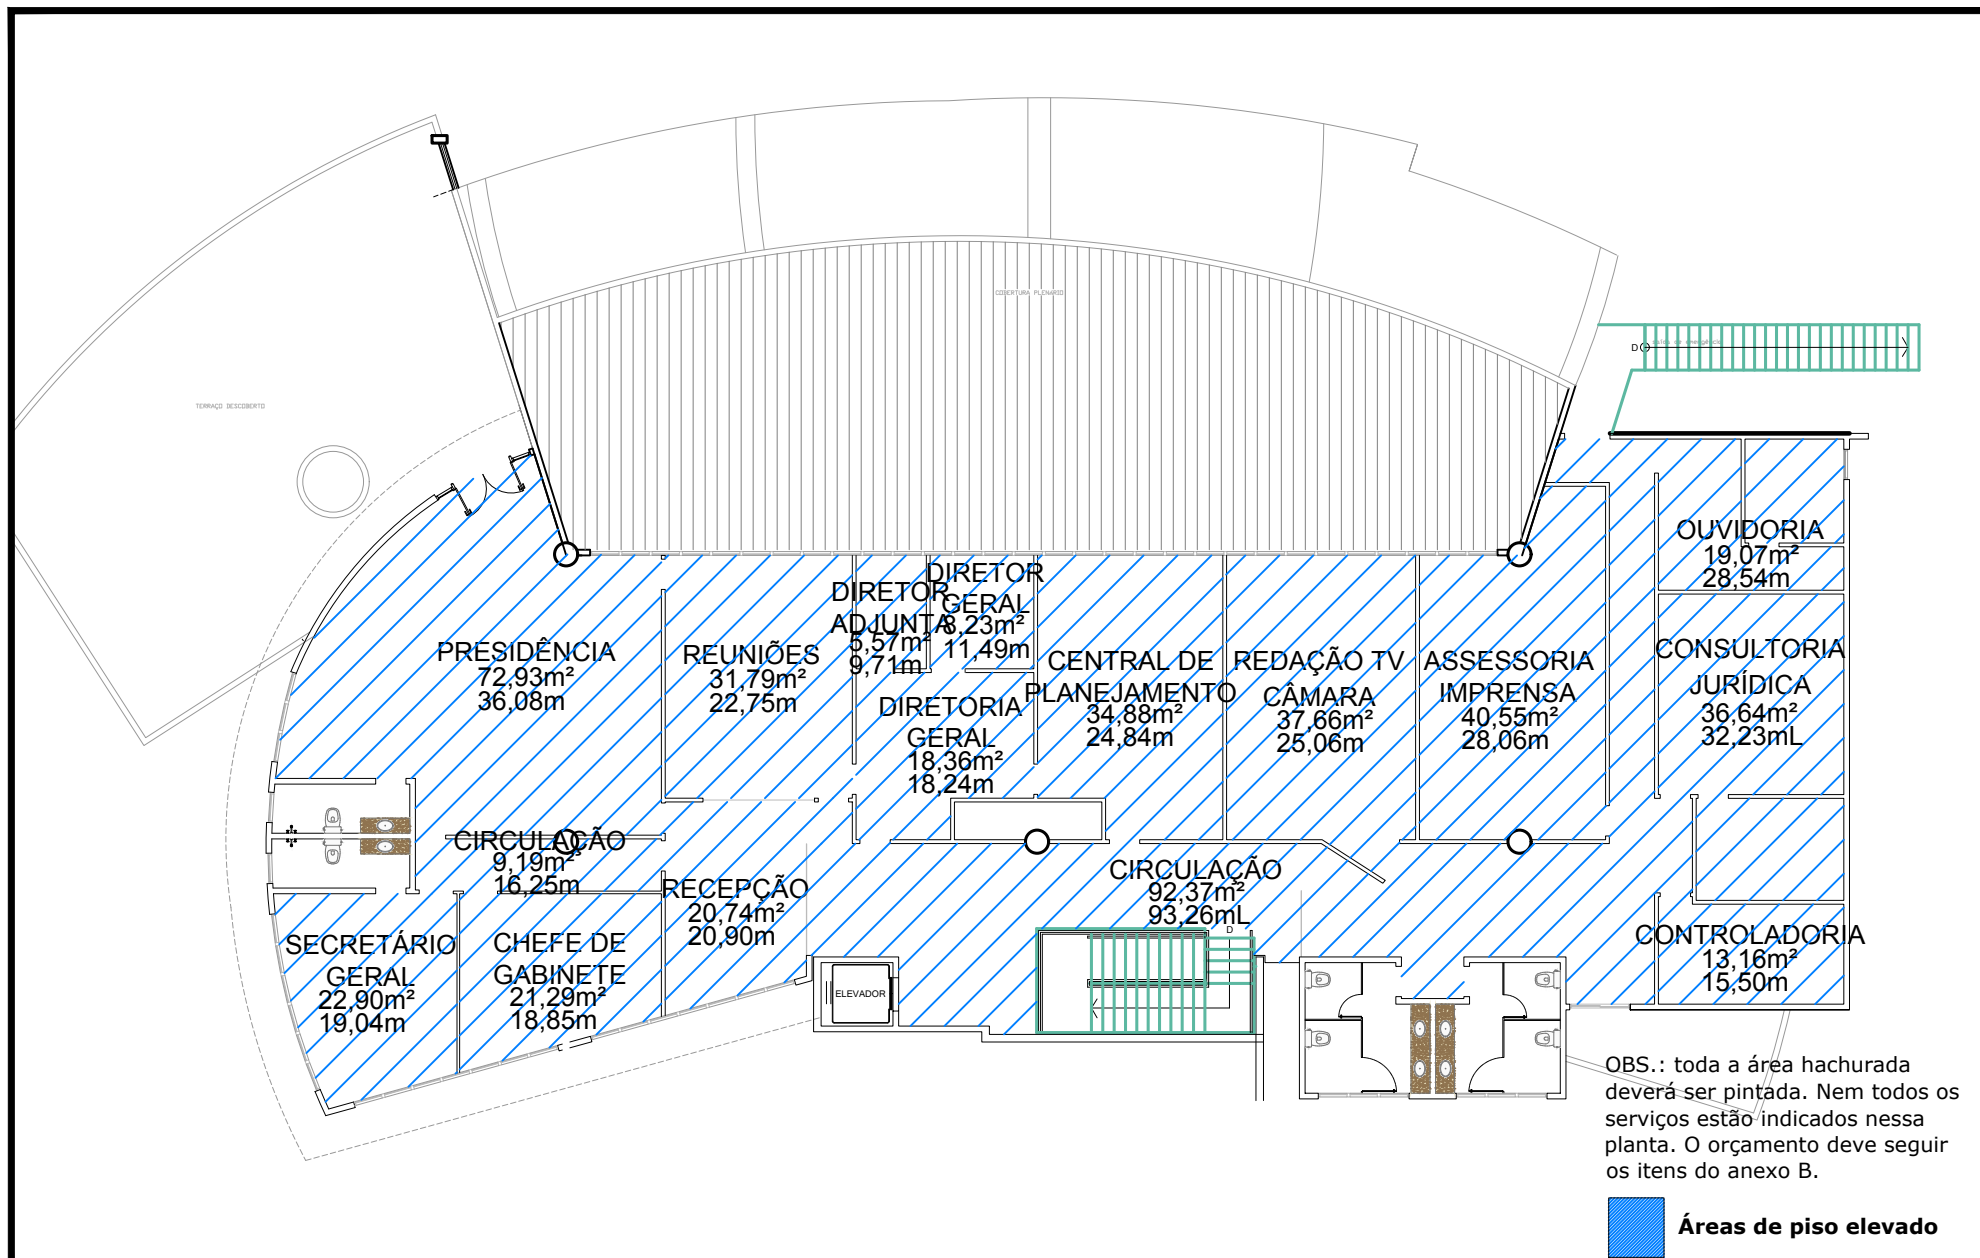 COBERTURA PLENARIO
D
TERRAÇO DESCOBERTO
OUVIDORIA
19,07m²
28,54m
DIRETOR
ADJUNTA
5,57m²
9,71m
DIRETOR
GERAL
8,23m²
11,49m
PRESIDÊNCIA
72,93m²
36,08m
REUNIÕES
31,79m²
22,75m
CENTRAL DE
PLANEJAMENTO
34,88m²
24,84m
REDAÇÃO TV
CÂMARA
37,66m²
25,06m
ASSESSORIA
IMPRENSA
40,55m²
28,06m
CONSULTORIA
JURÍDICA
36,64m²
32,23mL
DIRETORIA
GERAL
18,36m²
18,24m
CIRCULAÇÃO
9,19m²
16,25m
RECEPÇÃO
20,74m²
20,90m
CIRCULAÇÃO
92,37m²
93,26mL
D
SECRETÁRIO
GERAL
22,90m²
19,04m
CHEFE DE
GABINETE
21,29m²
18,85m
CONTROLADORIA
13,16m²
15,50m
ELEVADOR
OBS.: toda a área hachurada
deverá ser pintada. Nem todos os
serviços estão indicados nessa
planta. O orçamento deve seguir
os itens do anexo B.
Áreas de piso elevado